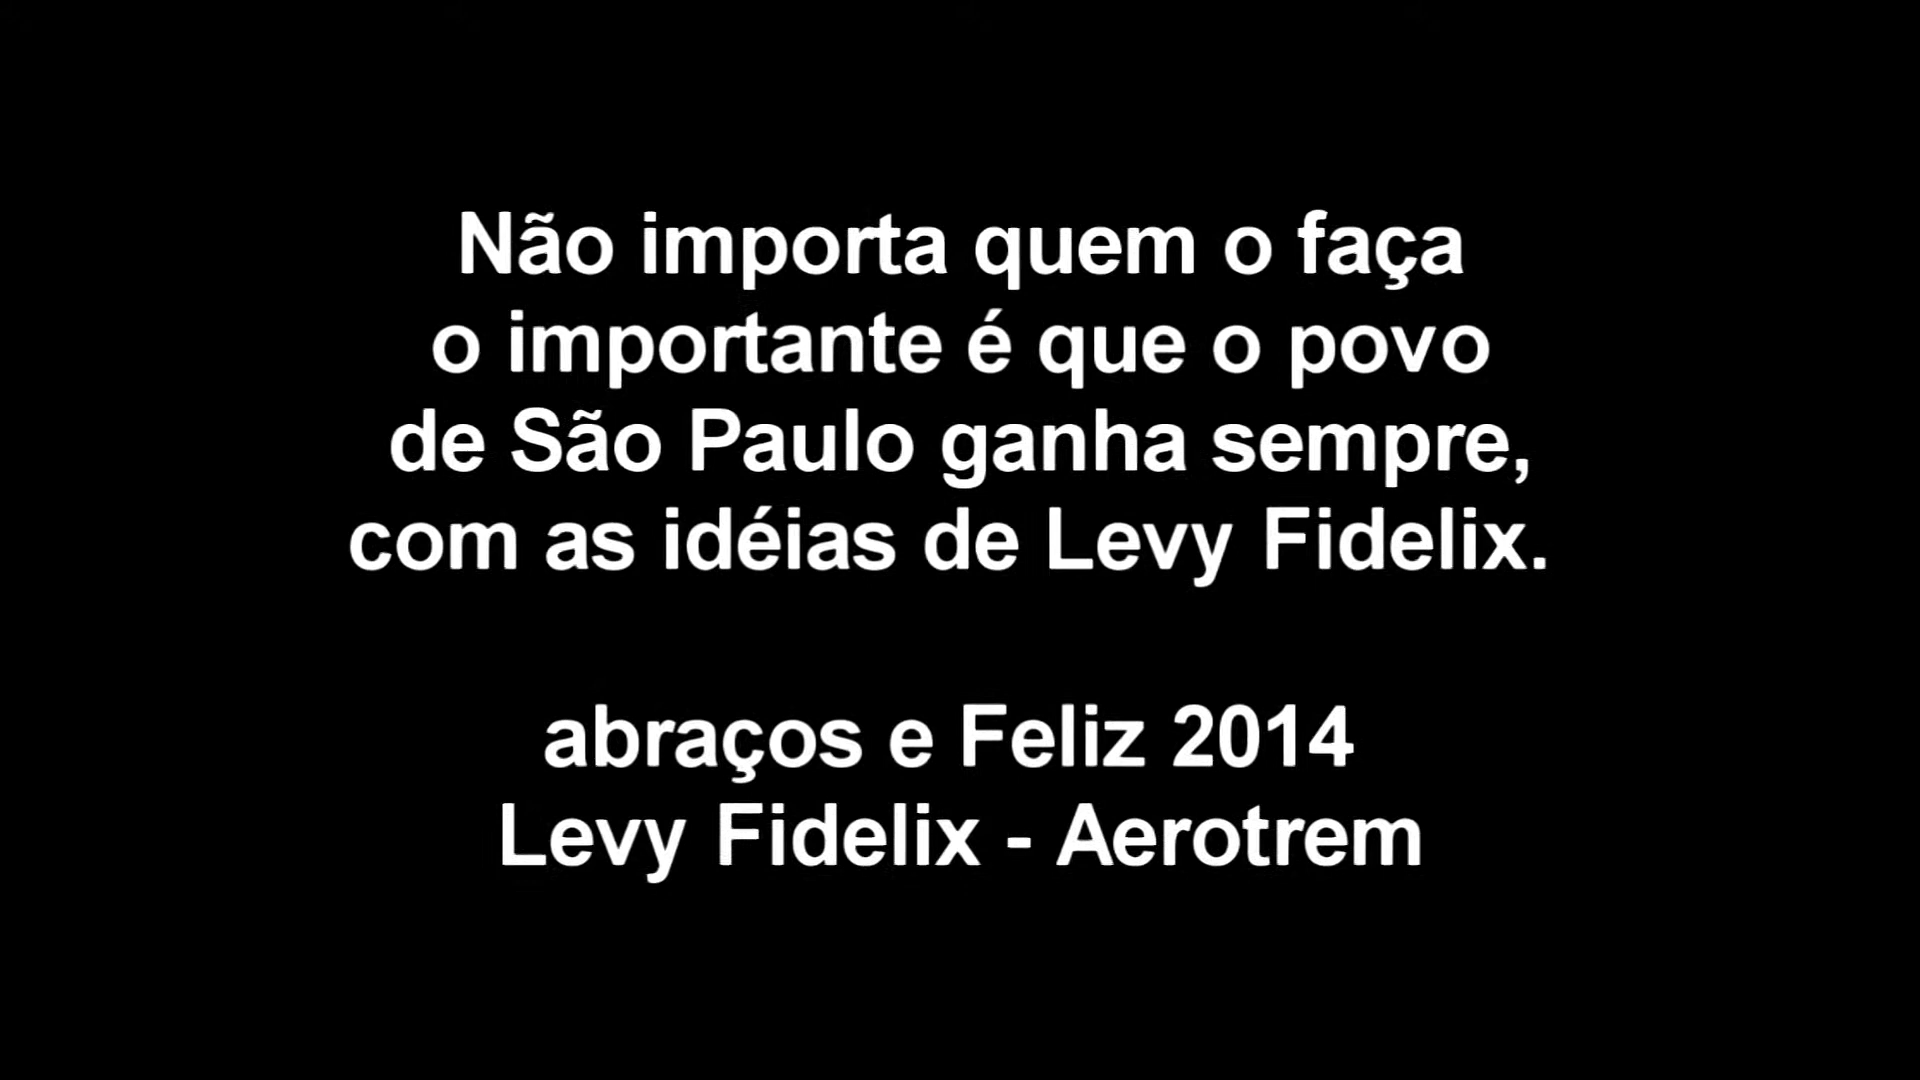 Não importa quem o faça
o importante é que o povo
de São Paulo ganha sempre,
com as idéias de Levy Fidelix.
abraços e Feliz 2014
Levy Fidelix - Aerotrem